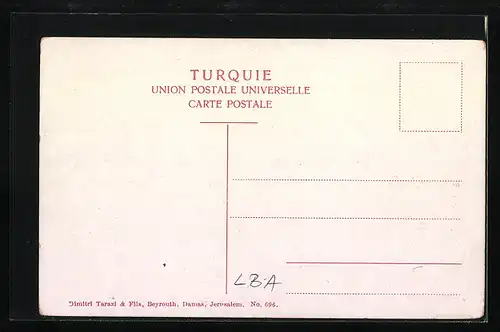 TURQUIE
UNION POSTALE UNIVERSELLE
CARTE POSTALE
LBA
Dimitri Tarazi & Fils, Beyrouth, Damas, Jerusalem. No. 694.